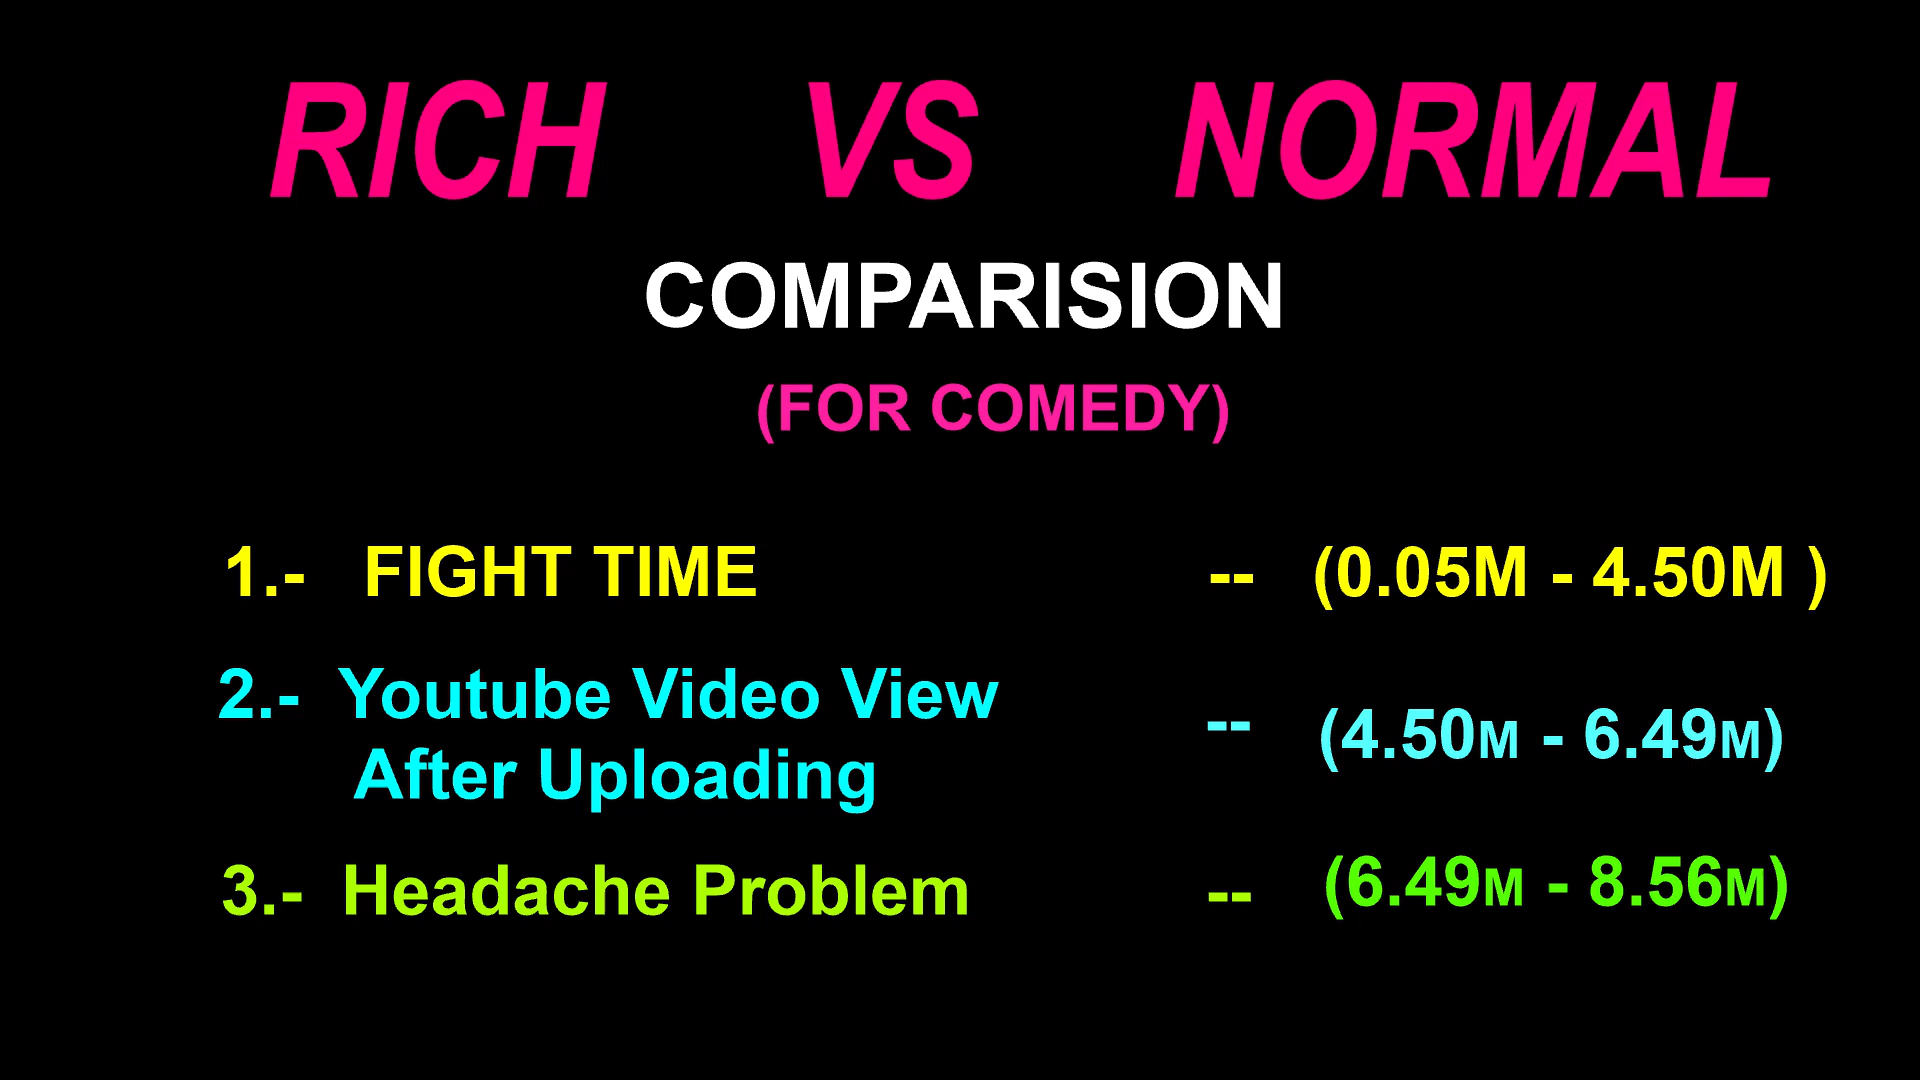 RICH VS NORMAL
COMPARISION
(FOR COMEDY)
1.- FIGHT TIME -- (0.05M - 4.50M )
2.- Youtube Video View
After Uploading -- (4.50M - 6.49M)
3.- Headache Problem -- (6.49M - 8.56M)